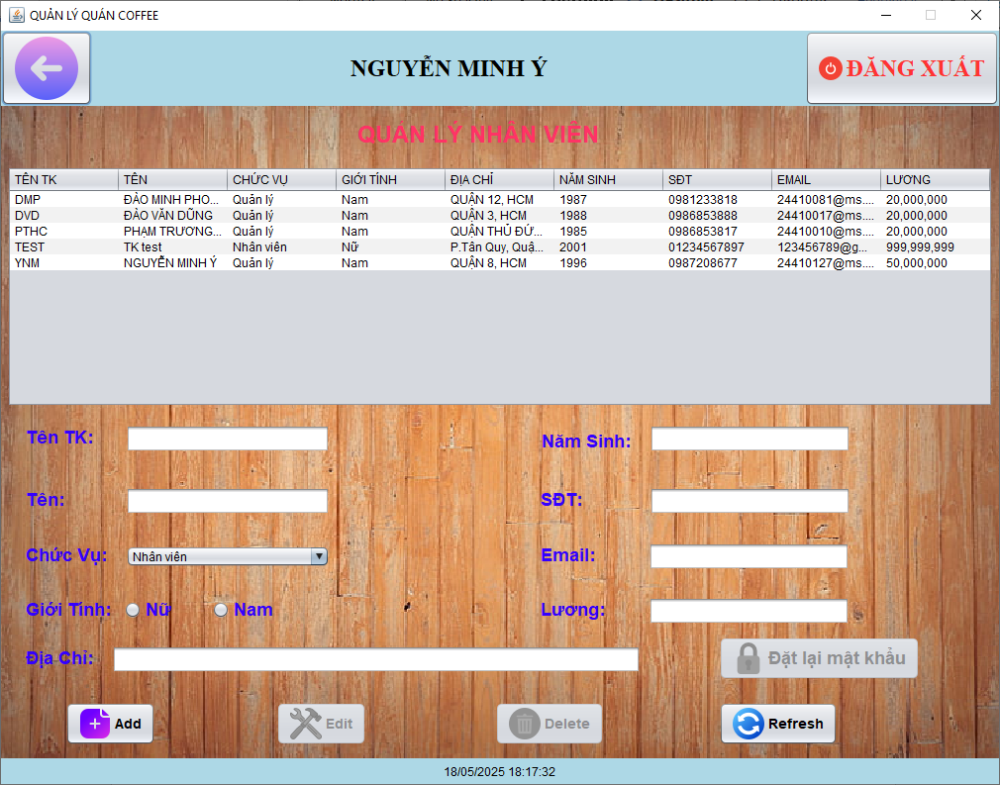 QUẢN LÝ QUÁN COFFEE
NGUYỄN MINH Ý
ĐĂNG XUẤT
QUẢN LÝ NHÂN VIÊN
TÊN TK TÊN CHỨC VỤ GIỚI TÍNH ĐỊA CHỈ NĂM SINH SĐT EMAIL LƯƠNG
DMP ĐÀO MINH PHO... Quản lý Nam QUẬN 12, HCM 1987 0981233818 24410081@ms.... 20,000,000
DVD ĐÀO VĂN DŨNG Quản lý Nam QUẬN 3, HCM 1988 0986853888 24410017@ms.... 20,000,000
PTHC PHẠM TRƯƠNG... Quản lý Nam QUẬN THỦ ĐỨ... 1985 0986853817 24410010@ms.... 20,000,000
TEST TK test Nhân viên Nữ P.Tân Quy, Quậ... 2001 01234567897 123456789@g... 999,999,999
YNM NGUYỄN MINH Ý Quản lý Nam QUẬN 8, HCM 1996 0987208677 24410127@ms.... 50,000,000
Tên TK: Năm Sinh:
Tên: SĐT:
Chức Vụ: Nhân viên Email:
Giới Tính: Nữ Nam Lương:
Địa Chỉ: Đặt lại mật khẩu
Add Edit Delete Refresh
18/05/2025 18:17:32